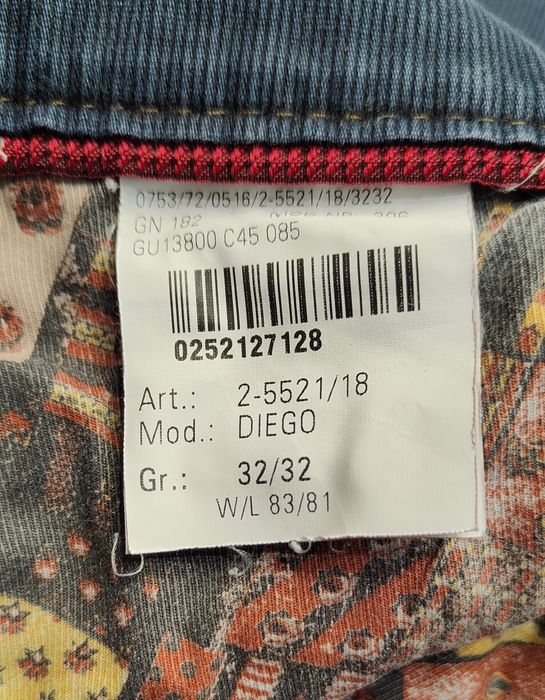 0753/72/0516/2-5521/18/3232
GN 182
GU13800 C45 085
0252127128
Art.: 2-5521/18
Mod.: DIEGO
Gr.: 32/32
W/L 83/81